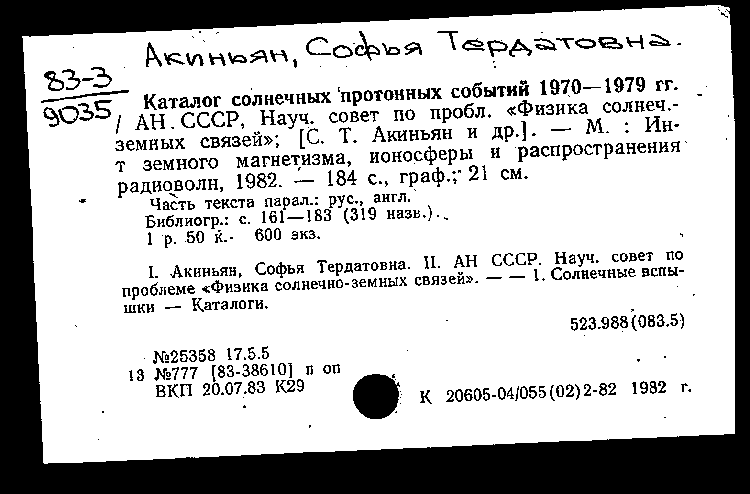 Акиньян, Софья Тердатовна.
83-3
9035
Каталог солнечных протонных событий 1970—1979 гг.
/ АН СССР, Науч. совет по пробл. «Физика солнеч.-
земных связей»; [С. Т. Акиньян и др.]. — М. : Ин-
т земного магнетизма, ионосферы и распространения
радиоволн, 1982. — 184 с., граф.; 21 см.
Часть текста парал.: рус., англ.
Библиогр.: с. 161—183 (319 назв.).
1 р. 50 к. 600 экз.
I. Акиньян, Софья Тердатовна. II. АН СССР. Науч. совет по
проблеме «Физика солнечно-земных связей». — — 1. Солнечные вспы-
шки — Каталоги.
523.988(083.5)
№25358 17.5.5
13 №777 [83-38610] п оп
ВКП 20.07.83 К29
К 20605-04/055(02)2-82 1982 г.